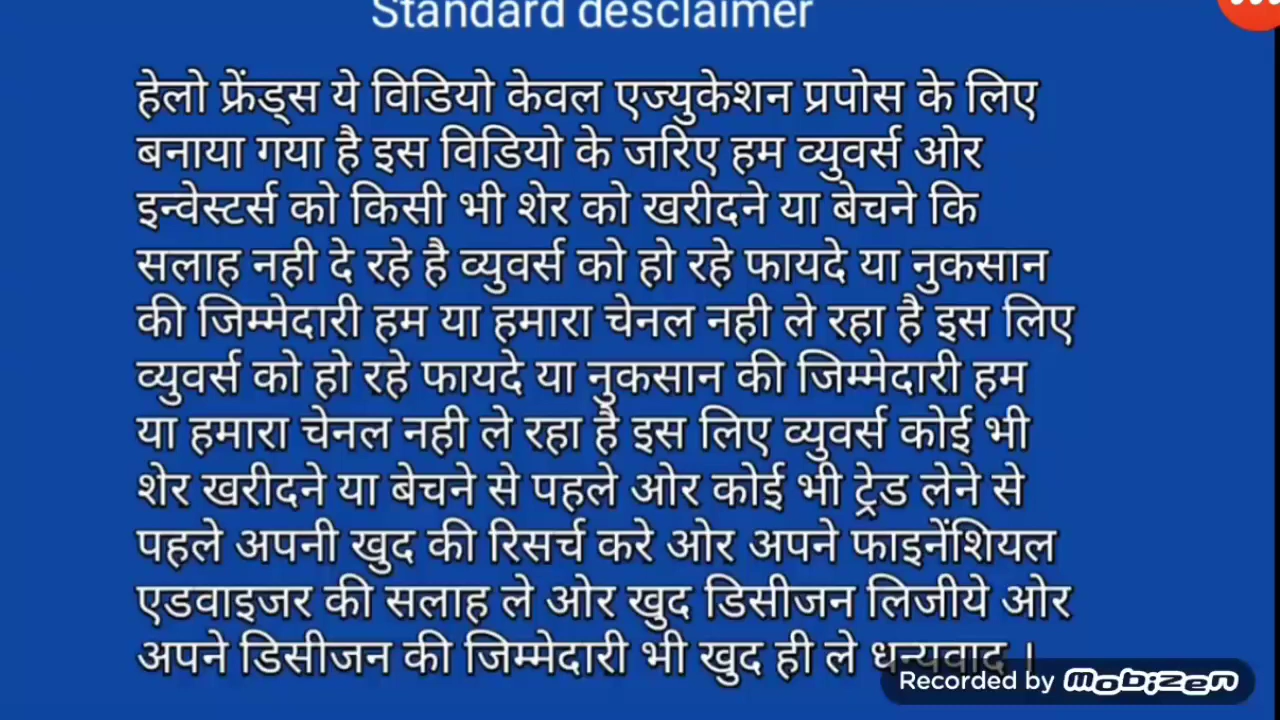 Standard desclaimer
हेलो फ्रेंड्स ये विडियो केवल एज्युकेशन प्रपोस के लिए
बनाया गया है इस विडियो के जरिए हम व्युवर्स ओर
इन्वेस्टर्स को किसी भी शेर को खरीदने या बेचने कि
सलाह नही दे रहे है व्युवर्स को हो रहे फायदे या नुकसान
की जिम्मेदारी हम या हमारा चेनल नही ले रहा है इस लिए
व्युवर्स को हो रहे फायदे या नुकसान की जिम्मेदारी हम
या हमारा चेनल नही ले रहा है इस लिए व्युवर्स कोई भी
शेर खरीदने या बेचने से पहले ओर कोई भी ट्रेड लेने से
पहले अपनी खुद की रिसर्च करे ओर अपने फाइनेंशियल
एडवाइजर की सलाह ले ओर खुद डिसीजन लिजीये ओर
अपने डिसीजन की जिम्मेदारी भी खुद ही ले धन्यवाद ।
Recorded by mobizen